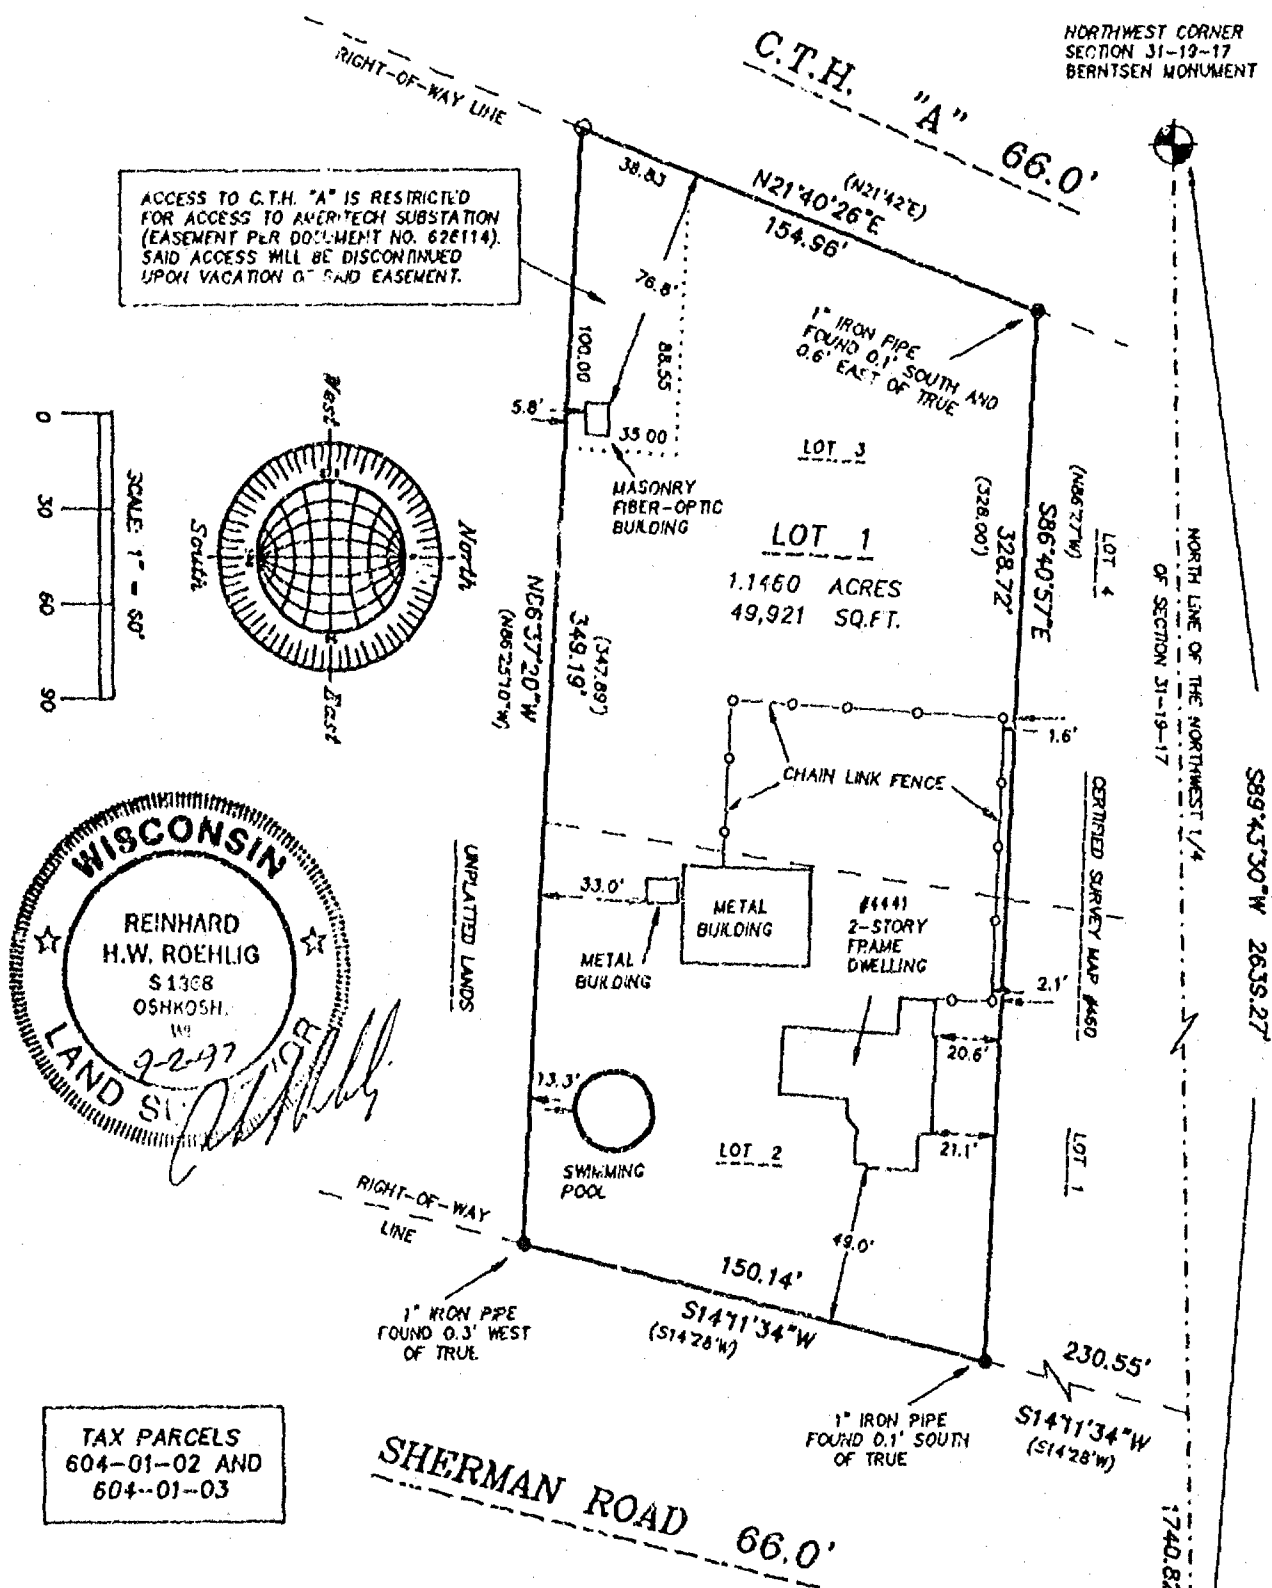 NORTHWEST CORNER
SECTION 31-19-17
BERNTSEN MONUMENT
C.T.H. "A" 66.0'
RIGHT-OF-WAY LINE
ACCESS TO C.T.H. "A" IS RESTRICTED
FOR ACCESS TO AMERITECH SUBSTATION
(EASEMENT PER DOCUMENT NO. 626114).
SAID ACCESS WILL BE DISCONTINUED
UPON VACATION OF SAID EASEMENT.
38.83
(N21°42'E)
N21°40'26"E
154.96'
76.8'
88.55
100.00
5.8'
35.00
MASONRY
FIBER-OPTIC
BUILDING
1" IRON PIPE
FOUND 0.1' SOUTH AND
0.6' EAST OF TRUE
LOT 3
LOT 1
1.1460 ACRES
49,921 SQ.FT.
(N86°27'W)
S86°40'57"E
328.72'
(328.00')
LOT 4
NORTH LINE OF THE NORTHWEST 1/4
OF SECTION 31-19-17
S89°43'30"W 2639.27'
West
North
South
East
SCALE 1" = 60'
0
30
60
90
(347.89')
349.19'
N86°37'20"W
(N86°25'10"W)
1.6'
CHAIN LINK FENCE
CERTIFIED SURVEY MAP #460
UNPLATTED LANDS
33.0'
METAL
BUILDING
METAL
BUILDING
#4441
2-STORY
FRAME
DWELLING
2.1'
20.6'
21.1'
13.3'
SWIMMING
POOL
LOT 2
LOT 1
49.0'
WISCONSIN
REINHARD
H.W. ROEHLIG
S 1368
OSHKOSH,
WI
9-2-97
LAND
RIGHT-OF-WAY
LINE
1" IRON PIPE
FOUND 0.3' WEST
OF TRUE
150.14'
S14°11'34"W
(S14°28'W)
1" IRON PIPE
FOUND 0.1' SOUTH
OF TRUE
230.55'
S14°11'34"W
(S14°28'W)
TAX PARCELS
604-01-02 AND
604-01-03
SHERMAN ROAD 66.0'